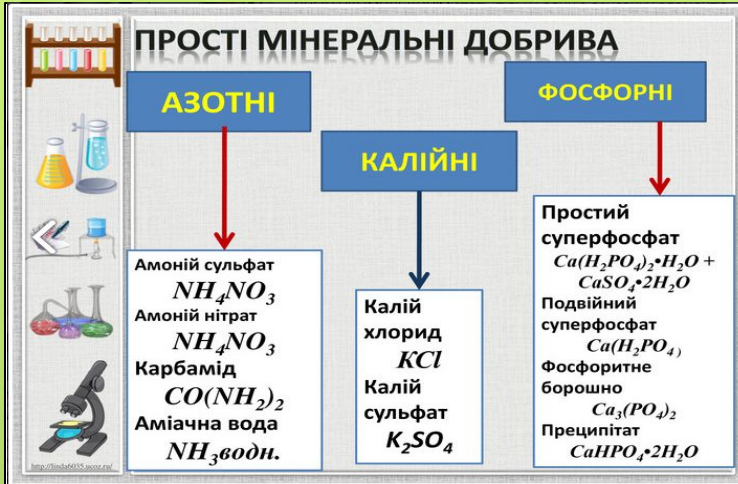 ПРОСТІ МІНЕРАЛЬНІ ДОБРИВА
АЗОТНІ
Амоній сульфат
NH₄NO₃
Амоній нітрат
NH₄NO₃
Карбамід
CO(NH₂)₂
Аміачна вода
NH₃водн.
КАЛІЙНІ
Калій
хлорид
KCl
Калій
сульфат
K₂SO₄
ФОСФОРНІ
Простий
суперфосфат
Ca(H₂PO₄)₂•H₂O +
CaSO₄•2H₂O
Подвійний
суперфосфат
Ca(H₂PO₄ ₎
Фосфоритне
борошно
Ca₃(PO₄)₂
Преципітат
CaHPO₄•2H₂O
http://linda6035.ucoz.ru/